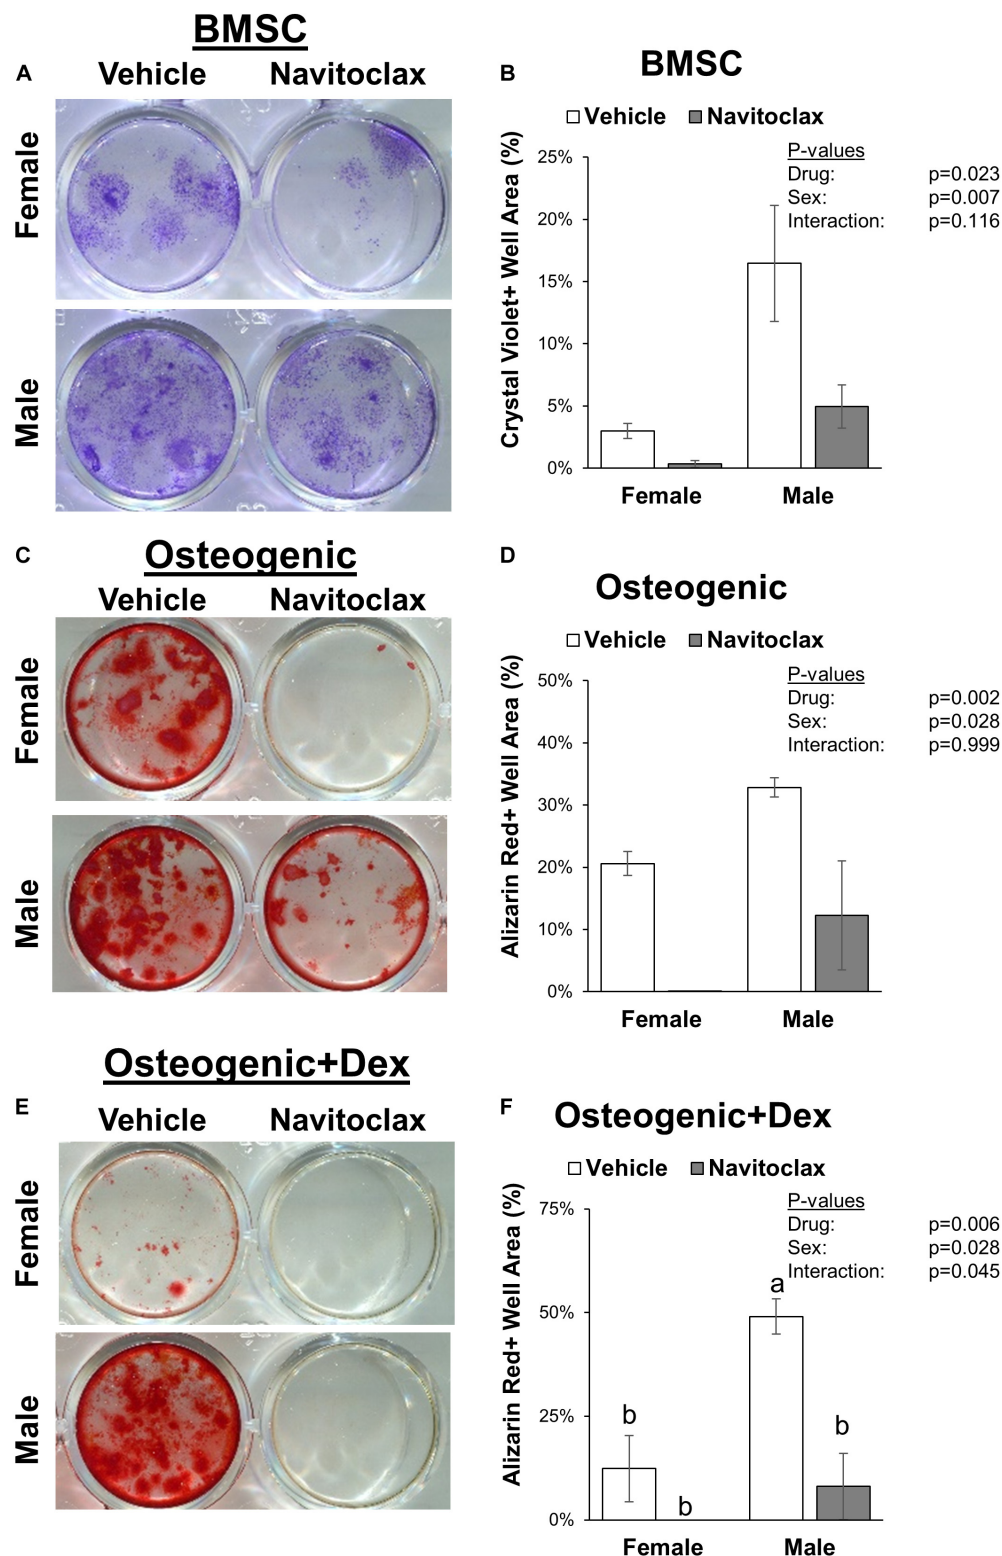 BMSC
A
Vehicle Navitoclax
Female
Male
B
BMSC
Vehicle Navitoclax
Crystal Violet+ Well Area (%)
25%
20%
15%
10%
5%
0%
P-values
Drug: p=0.023
Sex: p=0.007
Interaction: p=0.116
Female Male
C
Osteogenic
Vehicle Navitoclax
Female
Male
D
Osteogenic
Vehicle Navitoclax
Alizarin Red+ Well Area (%)
50%
40%
30%
20%
10%
0%
P-values
Drug: p=0.002
Sex: p=0.028
Interaction: p=0.999
Female Male
Osteogenic+Dex
E
Vehicle Navitoclax
Female
Male
F
Osteogenic+Dex
Vehicle Navitoclax
Alizarin Red+ Well Area (%)
75%
50%
25%
0%
P-values
Drug: p=0.006
Sex: p=0.028
Interaction: p=0.045
a
b
b
b
Female Male